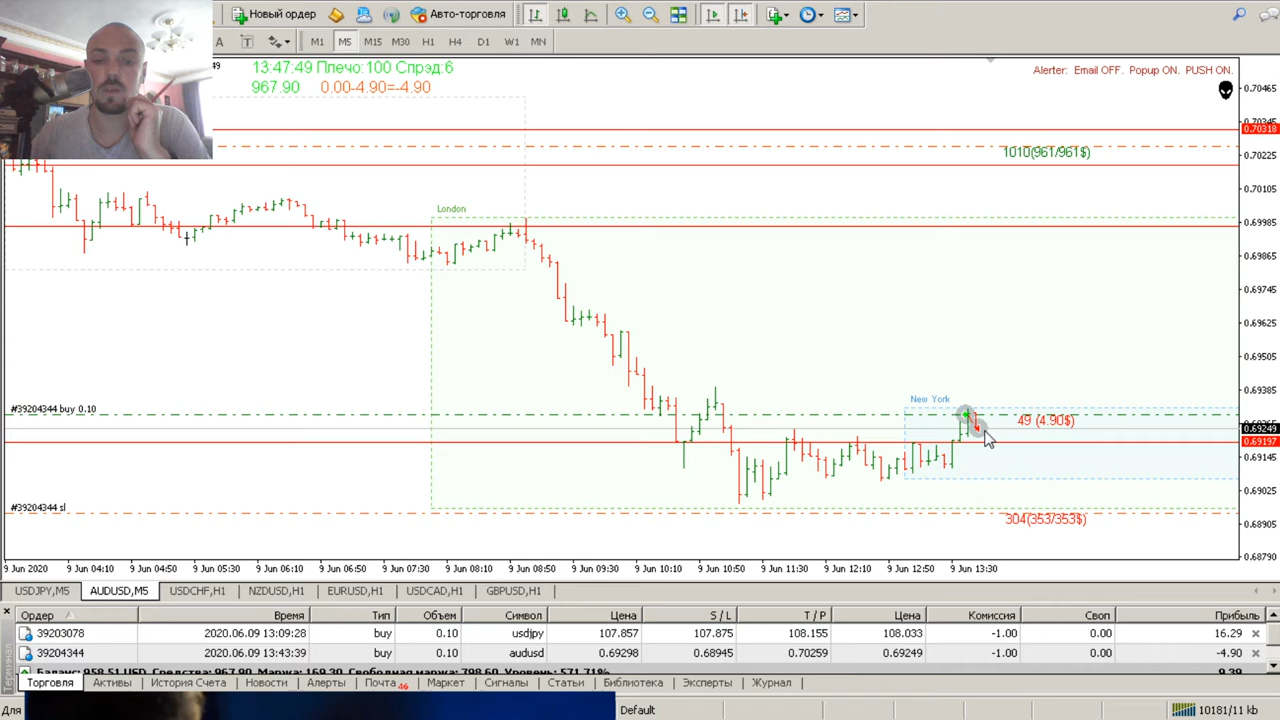 Новый ордер Авто-торговля
A T M1 M5 M15 M30 H1 H4 D1 W1 MN
49 13:47:49 Плечо:100 Спрэд:6
967.90 0.00-4.90=-4.90
Alerter: Email OFF. Popup ON. PUSH ON.
0.70465
0.70345
0.70318
1010(961/961$)
0.70225
0.70105
London
0.69985
0.69865
0.69745
0.69625
0.69505
0.69385
New York
#39204344 buy 0.10
49 (4.90$)
0.69249
0.69197
0.69145
0.69025
#39204344 sl
304(353/353$)
0.68905
0.68790
9 Jun 2020 9 Jun 04:10 9 Jun 04:50 9 Jun 05:30 9 Jun 06:10 9 Jun 06:50 9 Jun 07:30 9 Jun 08:10 9 Jun 08:50 9 Jun 09:30 9 Jun 10:10 9 Jun 10:50 9 Jun 11:30 9 Jun 12:10 9 Jun 12:50 9 Jun 13:30
USDJPY,M5 AUDUSD,M5 USDCHF,H1 NZDUSD,H1 EURUSD,H1 USDCAD,H1 GBPUSD,H1
Ордер Время Тип Объем Символ Цена S / L T / P Цена Комиссия Своп Прибыль
39203078 2020.06.09 13:09:28 buy 0.10 usdjpy 107.857 107.875 108.155 108.033 -1.00 0.00 16.29
39204344 2020.06.09 13:43:39 buy 0.10 audusd 0.69298 0.68945 0.70259 0.69249 -1.00 0.00 -4.90
Баланс: 958.51 USD Средства: 967.90 Маржа: 169.30 Свободная маржа: 798.60 Уровень: 571.71% 9.39
Терминал
Торговля Активы История Счета Новости Алерты Почта 46 Маркет Сигналы Статьи Библиотека Эксперты Журнал
Для Default 10181/11 kb